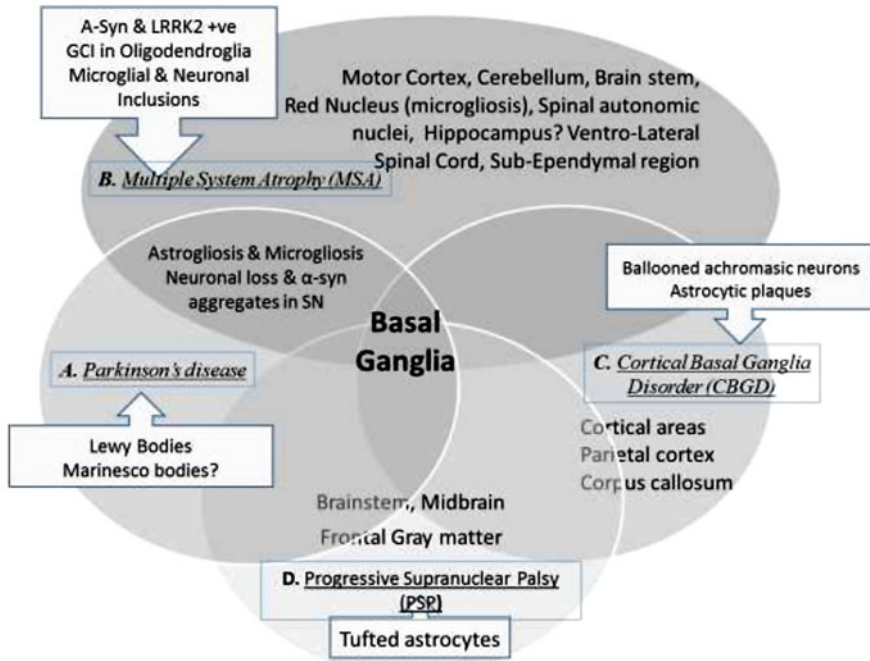 A-Syn & LRRK2 +ve
GCI in Oligodendroglia
Microglial & Neuronal
Inclusions
Motor Cortex, Cerebellum, Brain stem,
Red Nucleus (microgliosis), Spinal autonomic
nuclei, Hippocampus? Ventro-Lateral
Spinal Cord, Sub-Ependymal region
B. Multiple System Atrophy (MSA)
Astrogliosis & Microgliosis
Neuronal loss & α-syn
aggregates in SN
Ballooned achromasic neurons
Astrocytic plaques
Basal
Ganglia
A. Parkinson's disease
C. Cortical Basal Ganglia
Disorder (CBGD)
Lewy Bodies
Marinesco bodies?
Cortical areas
Parietal cortex
Corpus callosum
Brainstem, Midbrain
Frontal Gray matter
D. Progressive Supranuclear Palsy
(PSP)
Tufted astrocytes